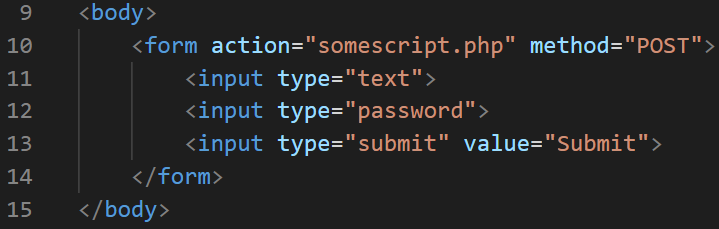 9 <body>
10 <form action="somescript.php" method="POST">
11 <input type="text">
12 <input type="password">
13 <input type="submit" value="Submit">
14 </form>
15 </body>